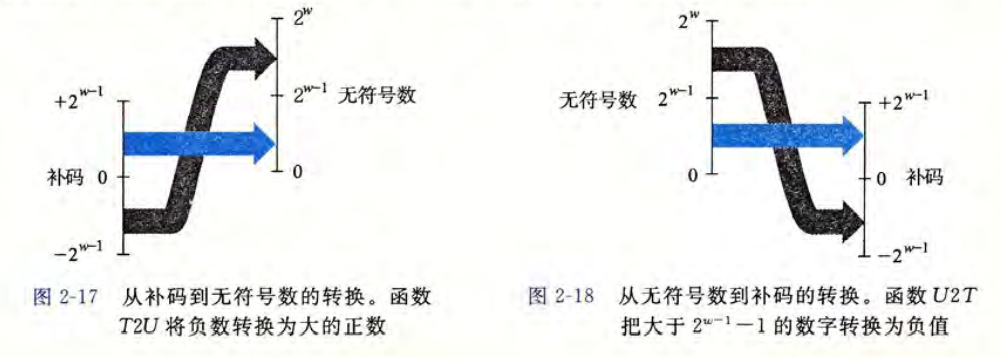 2^w
+2^{w-1}
2^{w-1} 无符号数
补码 0
0
-2^{w-1}
图 2-17 从补码到无符号数的转换。函数
T2U 将负数转换为大的正数
2^w
无符号数 2^{w-1}
+2^{w-1}
0
0 补码
-2^{w-1}
图 2-18 从无符号数到补码的转换。函数 U2T
把大于 2^{w-1}-1 的数字转换为负值